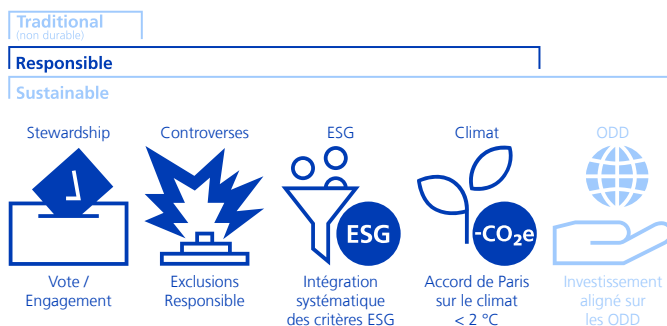 Traditional
(non durable)
Responsible
Sustainable
Stewardship
Controverses
ESG
Climat
ODD
ESG
-CO₂e
Vote /
Engagement
Exclusions
Responsible
Intégration
systématique
des critères ESG
Accord de Paris
sur le climat
< 2 °C
Investissement
aligné sur
les ODD